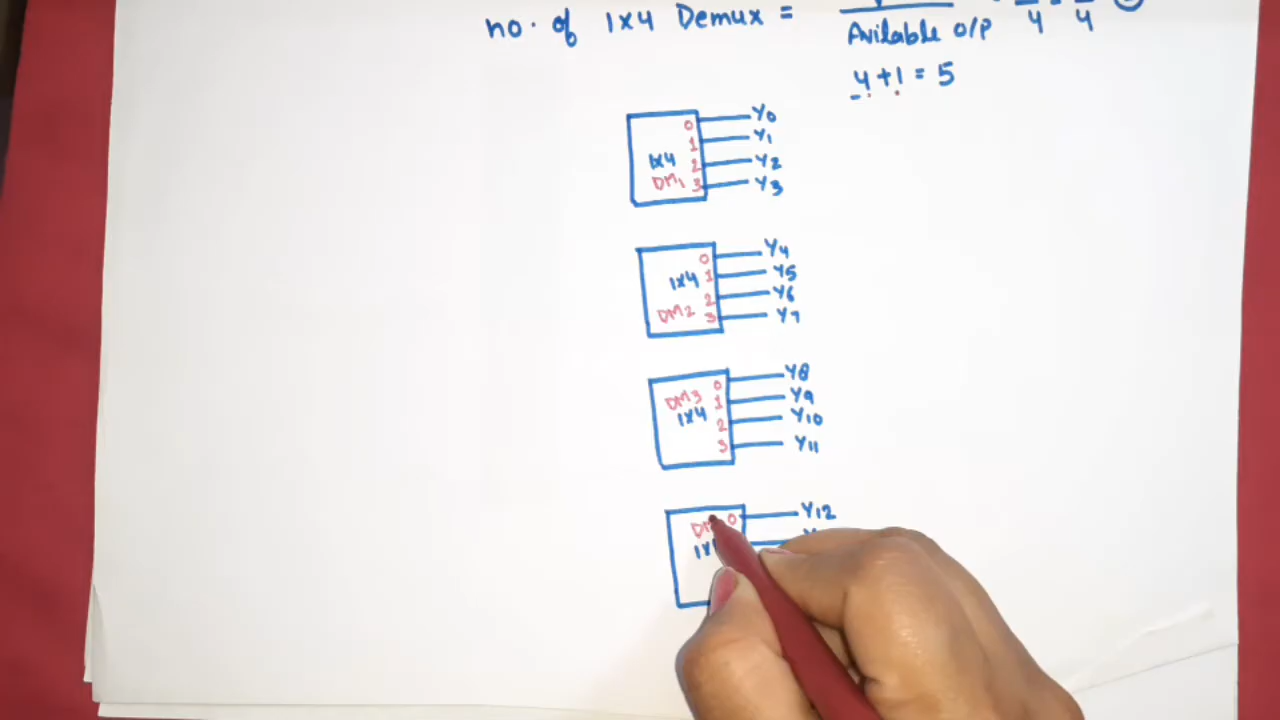 no. of 1x4 Demux =
Avilable o/p
4 4
4+1 = 5
Y0
0
Y1
1
1x4 2 Y2
DM1 3 Y3
Y4
0
1x4 1 Y5
2 Y6
DM2 3 Y7
Y8
DM3 0
1 Y9
1x4
2 Y10
3 Y11
0 Y12